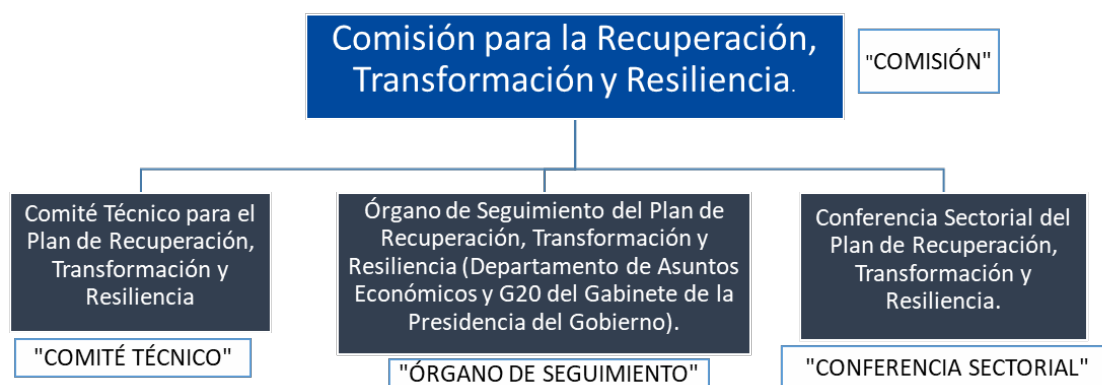 Comisión para la Recuperación,
Transformación y Resiliencia.
"COMISIÓN"
Comité Técnico para el
Plan de Recuperación,
Transformación y
Resiliencia
"COMITÉ TÉCNICO"
Órgano de Seguimiento del Plan de
Recuperación, Transformación y
Resiliencia (Departamento de Asuntos
Económicos y G20 del Gabinete de la
Presidencia del Gobierno).
"ÓRGANO DE SEGUIMIENTO"
Conferencia Sectorial del
Plan de Recuperación,
Transformación y
Resiliencia.
"CONFERENCIA SECTORIAL"